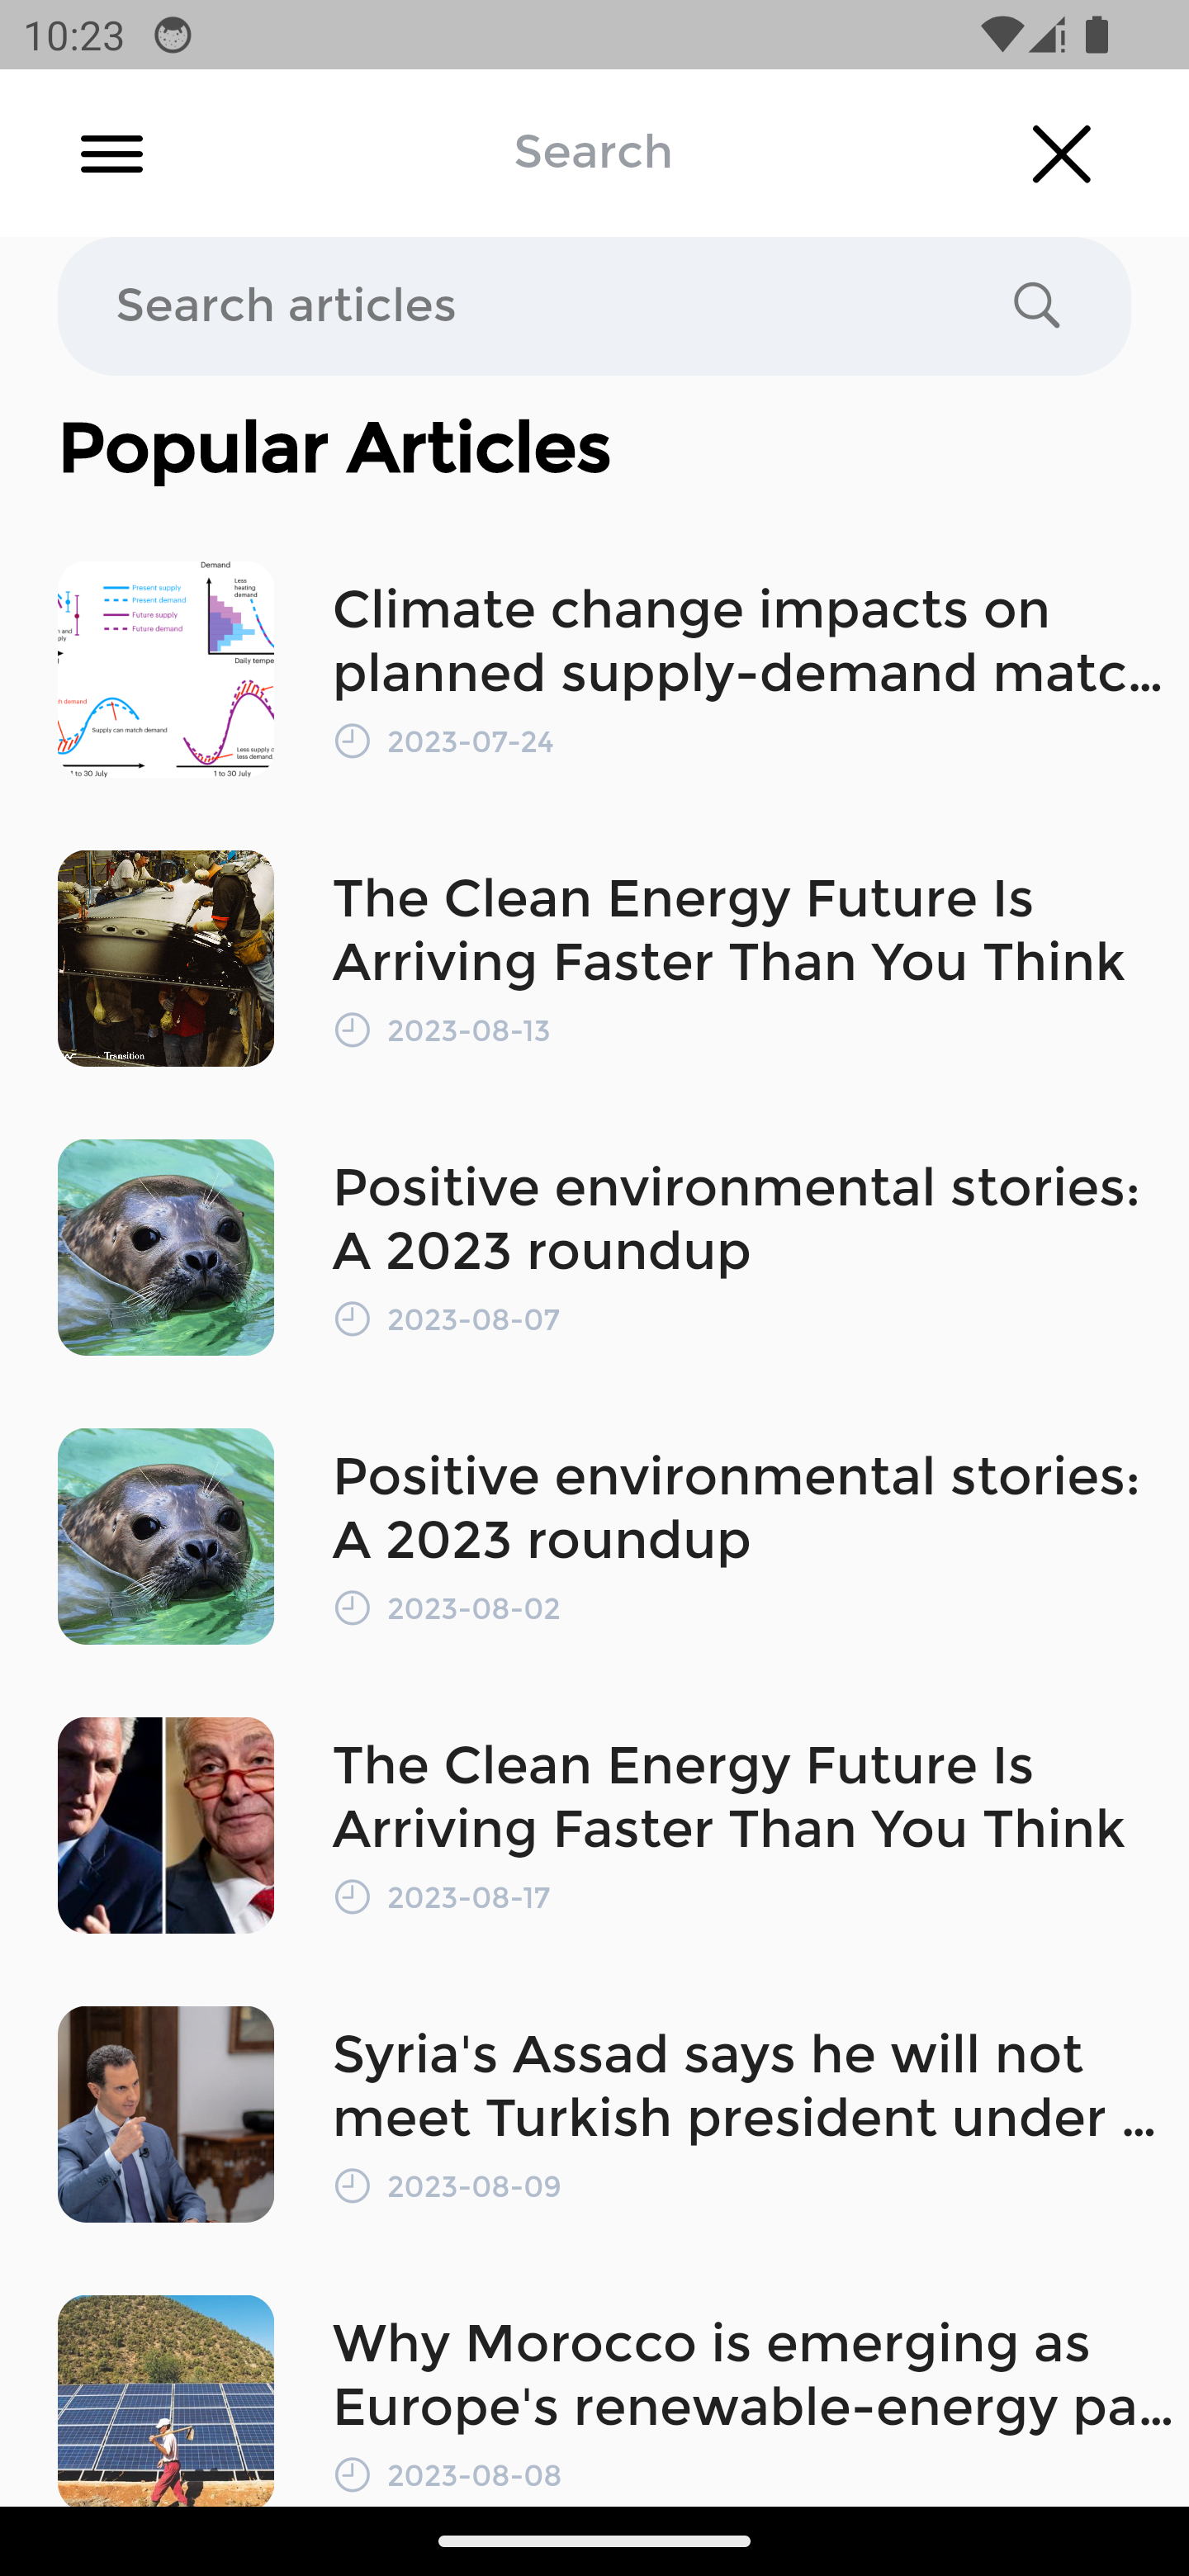 10:23
Search
Search articles
Popular Articles
Demand
Present supply
Present demand
Future supply
Future demand
Less
heating
demand
Daily tempe
Supply can match demand
Less supply c
less demand
1 to 30 July
1 to 30 July
Climate change impacts on
planned supply-demand matc...
2023-07-24
Transition
The Clean Energy Future Is
Arriving Faster Than You Think
2023-08-13
Positive environmental stories:
A 2023 roundup
2023-08-07
Positive environmental stories:
A 2023 roundup
2023-08-02
The Clean Energy Future Is
Arriving Faster Than You Think
2023-08-17
Syria's Assad says he will not
meet Turkish president under ...
2023-08-09
Why Morocco is emerging as
Europe's renewable-energy pa...
2023-08-08